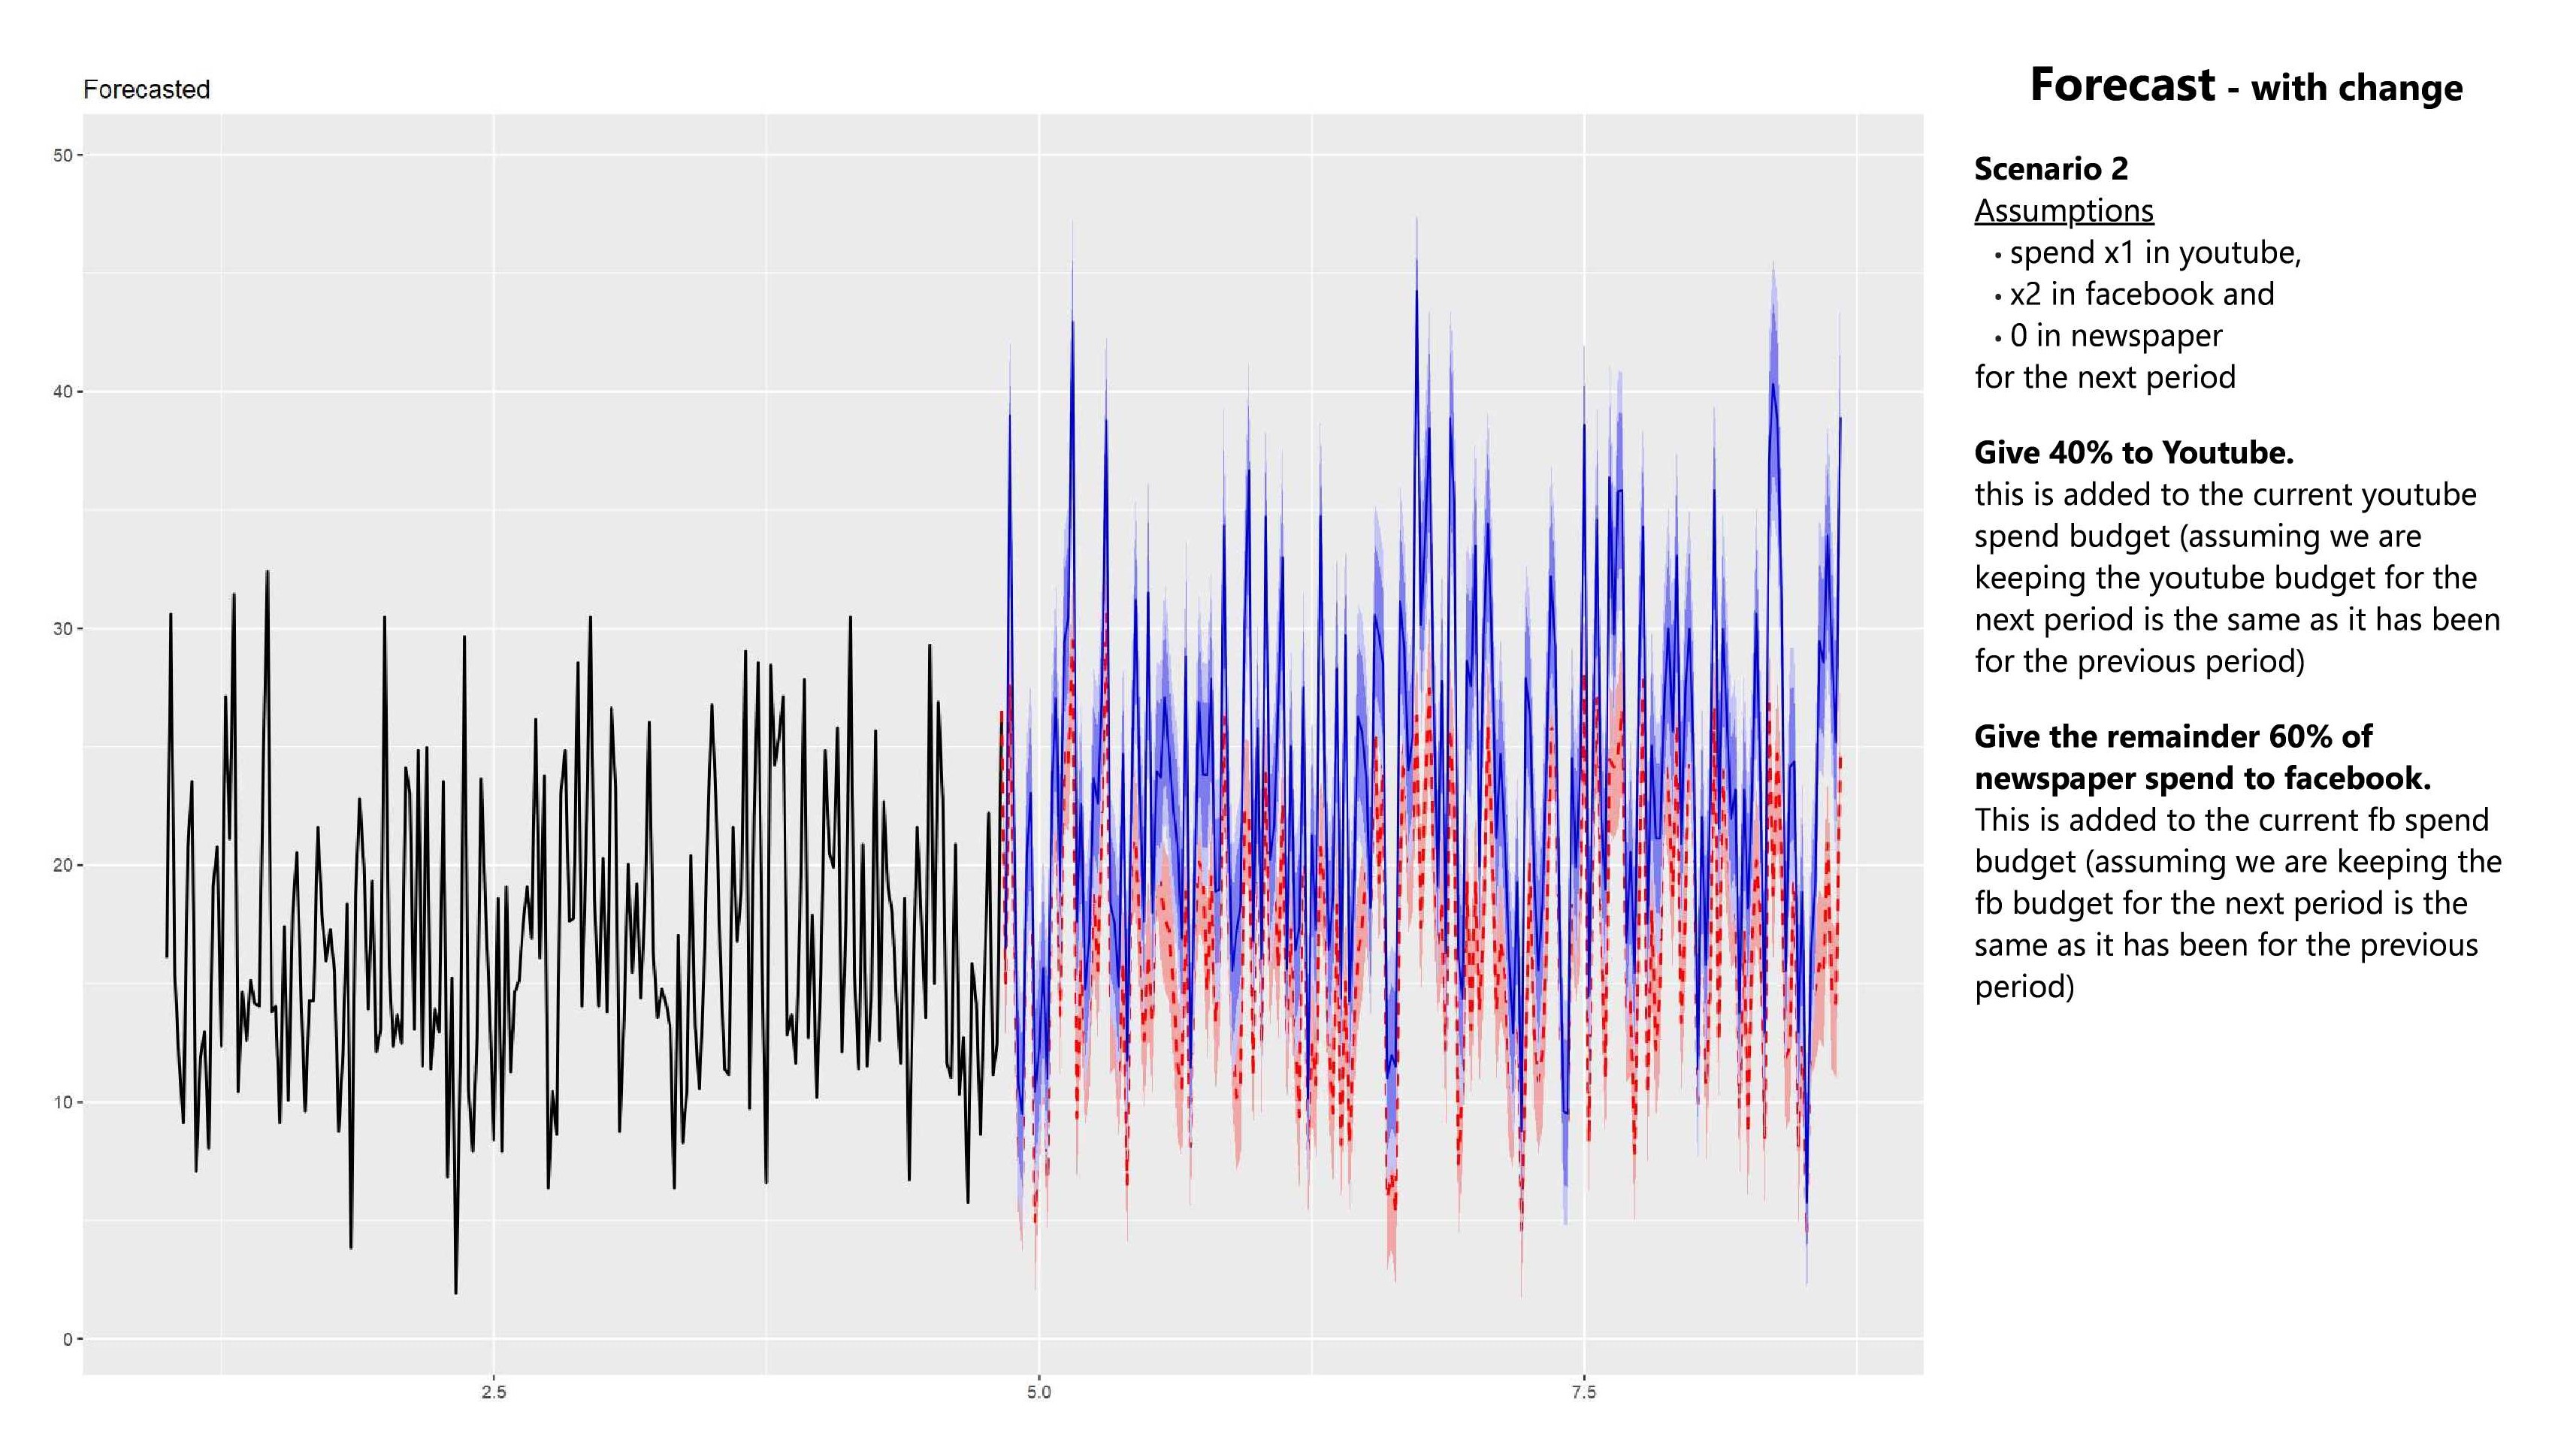 Forecasted
50
40
30
20
10
0
2.5
5.0
7.5
Forecast - with change
Scenario 2
Assumptions
• spend x1 in youtube,
• x2 in facebook and
• 0 in newspaper
for the next period
Give 40% to Youtube.
this is added to the current youtube
spend budget (assuming we are
keeping the youtube budget for the
next period is the same as it has been
for the previous period)
Give the remainder 60% of
newspaper spend to facebook.
This is added to the current fb spend
budget (assuming we are keeping the
fb budget for the next period is the
same as it has been for the previous
period)